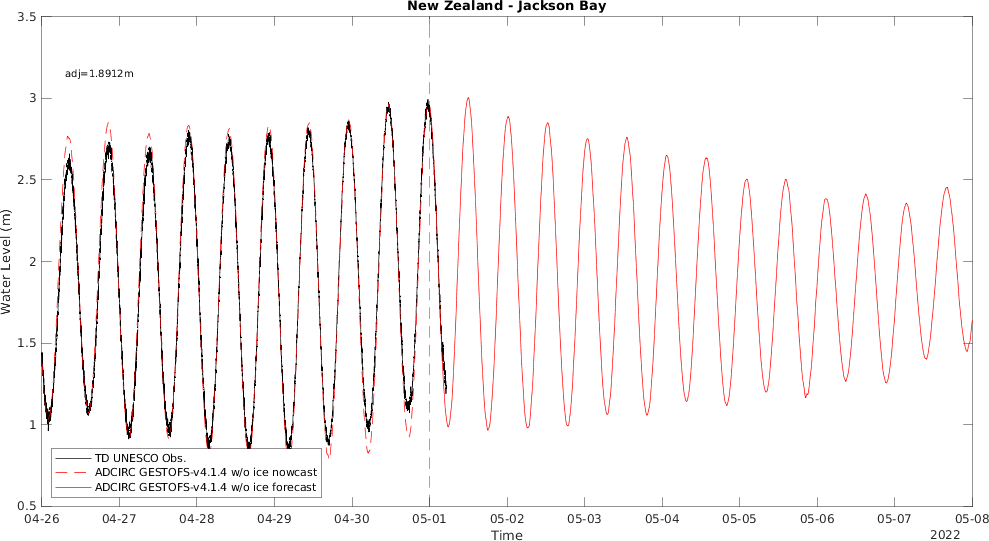 New Zealand - Jackson Bay
adj=1.8912m
Water Level (m)
3.5
3
2.5
2
1.5
1
0.5
TD UNESCO Obs.
ADCIRC GESTOFS-v4.1.4 w/o ice nowcast
ADCIRC GESTOFS-v4.1.4 w/o ice forecast
04-26 04-27 04-28 04-29 04-30 05-01 05-02 05-03 05-04 05-05 05-06 05-07 05-08
Time
2022